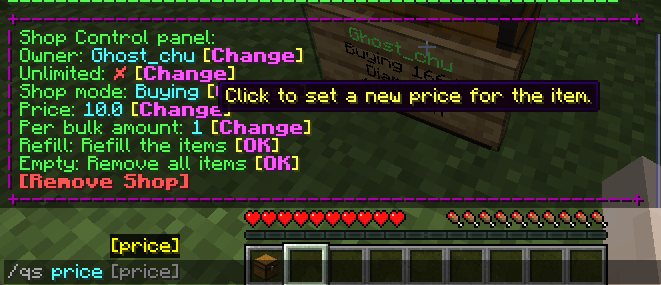 Shop Control panel:
Owner: Ghost_chu [Change]
Unlimited: ✗ [Change]
Shop mode: Buying [
Price: 10.0 [Change]
Per bulk amount: 1 [Change]
Refill: Refill the items [OK]
Empty: Remove all items [OK]
[Remove Shop]
Click to set a new price for the item.
Ghost_chu
Buying 166
[price]
/qs price [price]